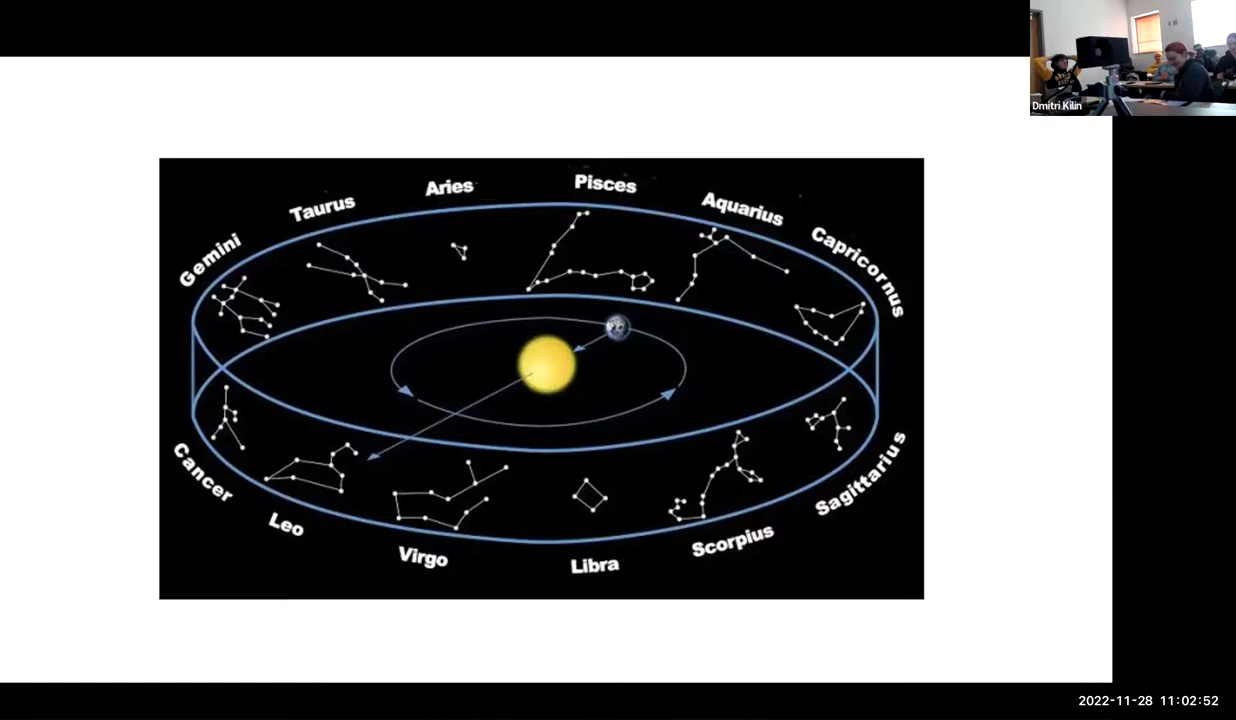 Dmitri Kilin
Pisces
Aries
Taurus
Aquarius
Gemini
Capricornus
Cancer
Sagittarius
Leo
Virgo
Scorpius
Libra
2022-11-28 11:02:52